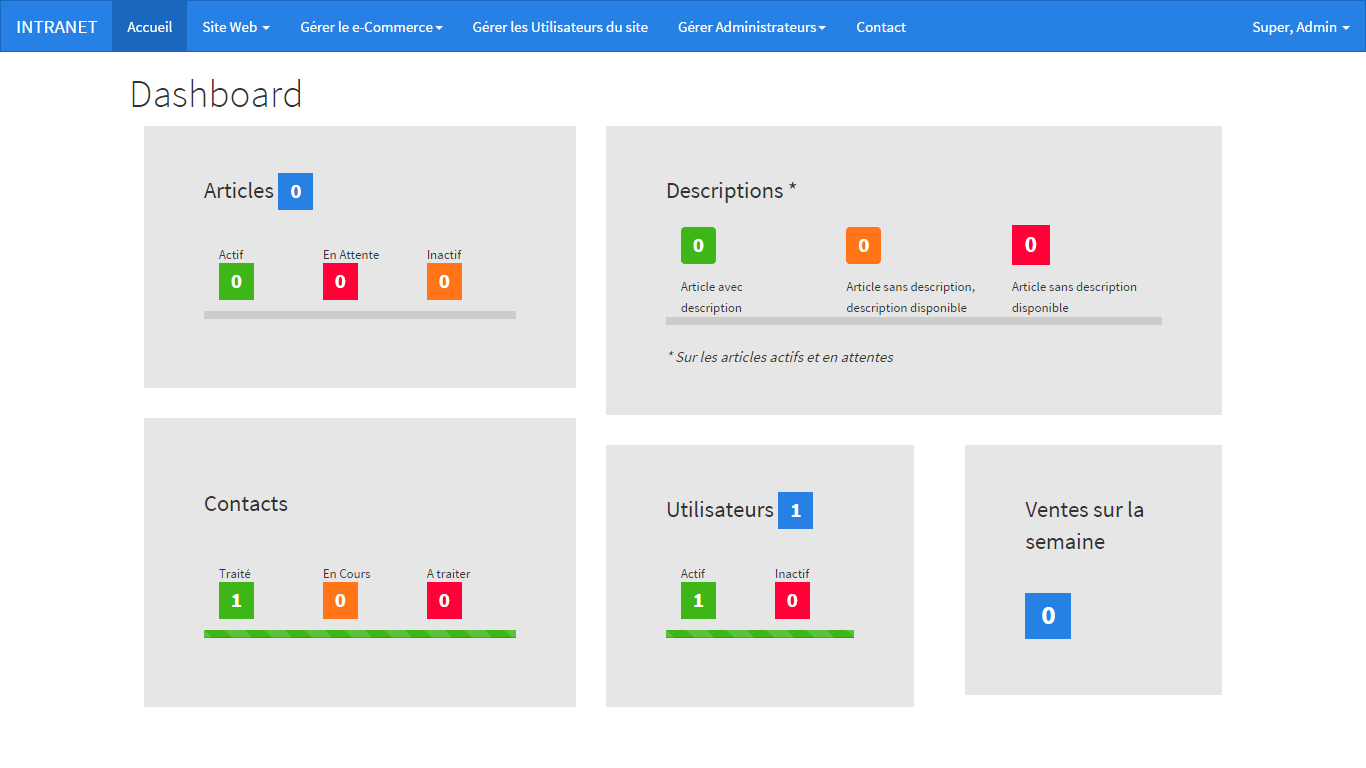 INTRANET Accueil Site Web Gérer le e-Commerce Gérer les Utilisateurs du site Gérer Administrateurs Contact Super, Admin
Dashboard
Articles 0
Actif En Attente Inactif
0 0 0
Descriptions *
0 0 0
Article avec
description
Article sans description,
description disponible
Article sans description
disponible
* Sur les articles actifs et en attentes
Contacts
Traité En Cours A traiter
1 0 0
Utilisateurs 1
Actif Inactif
1 0
Ventes sur la
semaine
0